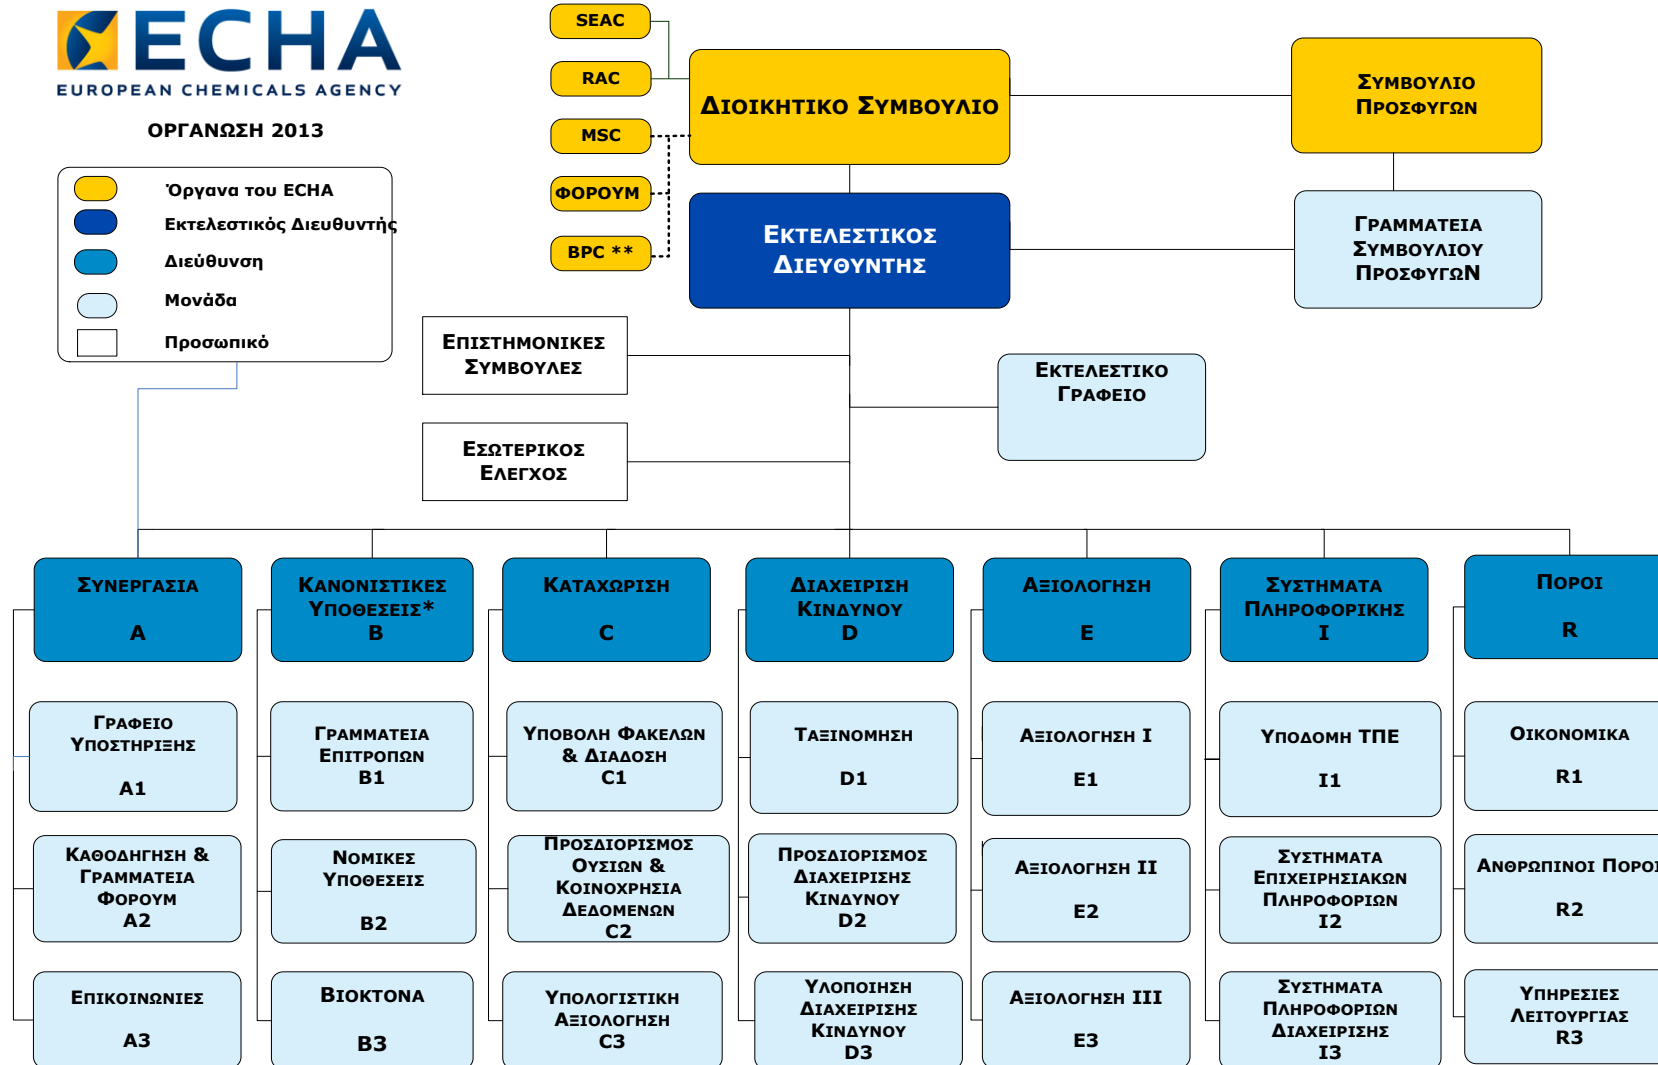 ECHA
EUROPEAN CHEMICALS AGENCY
ΟΡΓΑΝΩΣΗ 2013
Όργανα του ECHA
Εκτελεστικός Διευθυντής
Διεύθυνση
Μονάδα
Προσωπικό
SEAC
RAC
MSC
ΦΟΡΟΥΜ
BPC **
ΔΙΟΙΚΗΤΙΚΟ ΣΥΜΒΟΥΛΙΟ
ΣΥΜΒΟΥΛΙΟ
ΠΡΟΣΦΥΓΩΝ
ΕΚΤΕΛΕΣΤΙΚΟΣ
ΔΙΕΥΘΥΝΤΗΣ
ΓΡΑΜΜΑΤΕΙΑ
ΣΥΜΒΟΥΛΙΟΥ
ΠΡΟΣΦΥΓΩΝ
ΕΠΙΣΤΗΜΟΝΙΚΕΣ
ΣΥΜΒΟΥΛΕΣ
ΕΚΤΕΛΕΣΤΙΚΟ
ΓΡΑΦΕΙΟ
ΕΣΩΤΕΡΙΚΟΣ
ΕΛΕΓΧΟΣ
ΣΥΝΕΡΓΑΣΙΑ
A
ΚΑΝΟΝΙΣΤΙΚΕΣ
ΥΠΟΘΕΣΕΙΣ*
B
ΚΑΤΑΧΩΡΙΣΗ
C
ΔΙΑΧΕΙΡΙΣΗ
ΚΙΝΔΥΝΟΥ
D
ΑΞΙΟΛΟΓΗΣΗ
E
ΣΥΣΤΗΜΑΤΑ
ΠΛΗΡΟΦΟΡΙΚΗΣ
I
ΠΟΡΟΙ
R
ΓΡΑΦΕΙΟ
ΥΠΟΣΤΗΡΙΞΗΣ
A1
ΓΡΑΜΜΑΤΕΙΑ
ΕΠΙΤΡΟΠΩΝ
B1
ΥΠΟΒΟΛΗ ΦΑΚΕΛΩΝ
& ΔΙΑΔΟΣΗ
C1
ΤΑΞΙΝΟΜΗΣΗ
D1
ΑΞΙΟΛΟΓΗΣΗ I
E1
ΥΠΟΔΟΜΗ ΤΠΕ
I1
ΟΙΚΟΝΟΜΙΚΑ
R1
ΚΑΘΟΔΗΓΗΣΗ &
ΓΡΑΜΜΑΤΕΙΑ
ΦΟΡΟΥΜ
A2
ΝΟΜΙΚΕΣ
ΥΠΟΘΕΣΕΙΣ
B2
ΠΡΟΣΔΙΟΡΙΣΜΟΣ
ΟΥΣΙΩΝ &
ΚΟΙΝΟΧΡΗΣΙΑ
ΔΕΔΟΜΕΝΩΝ
C2
ΠΡΟΣΔΙΟΡΙΣΜΟΣ
ΔΙΑΧΕΙΡΙΣΗΣ
ΚΙΝΔΥΝΟΥ
D2
ΑΞΙΟΛΟΓΗΣΗ II
E2
ΣΥΣΤΗΜΑΤΑ
ΕΠΙΧΕΙΡΗΣΙΑΚΩΝ
ΠΛΗΡΟΦΟΡΙΩΝ
I2
ΑΝΘΡΩΠΙΝΟΙ ΠΟΡΟΙ
R2
ΕΠΙΚΟΙΝΩΝΙΕΣ
A3
ΒΙΟΚΤΟΝΑ
B3
ΥΠΟΛΟΓΙΣΤΙΚΗ
ΑΞΙΟΛΟΓΗΣΗ
C3
ΥΛΟΠΟΙΗΣΗ
ΔΙΑΧΕΙΡΙΣΗΣ
ΚΙΝΔΥΝΟΥ
D3
ΑΞΙΟΛΟΓΗΣΗ III
E3
ΣΥΣΤΗΜΑΤΑ
ΠΛΗΡΟΦΟΡΙΩΝ
ΔΙΑΧΕΙΡΙΣΗΣ
I3
ΥΠΗΡΕΣΙΕΣ
ΛΕΙΤΟΥΡΓΙΑΣ
R3